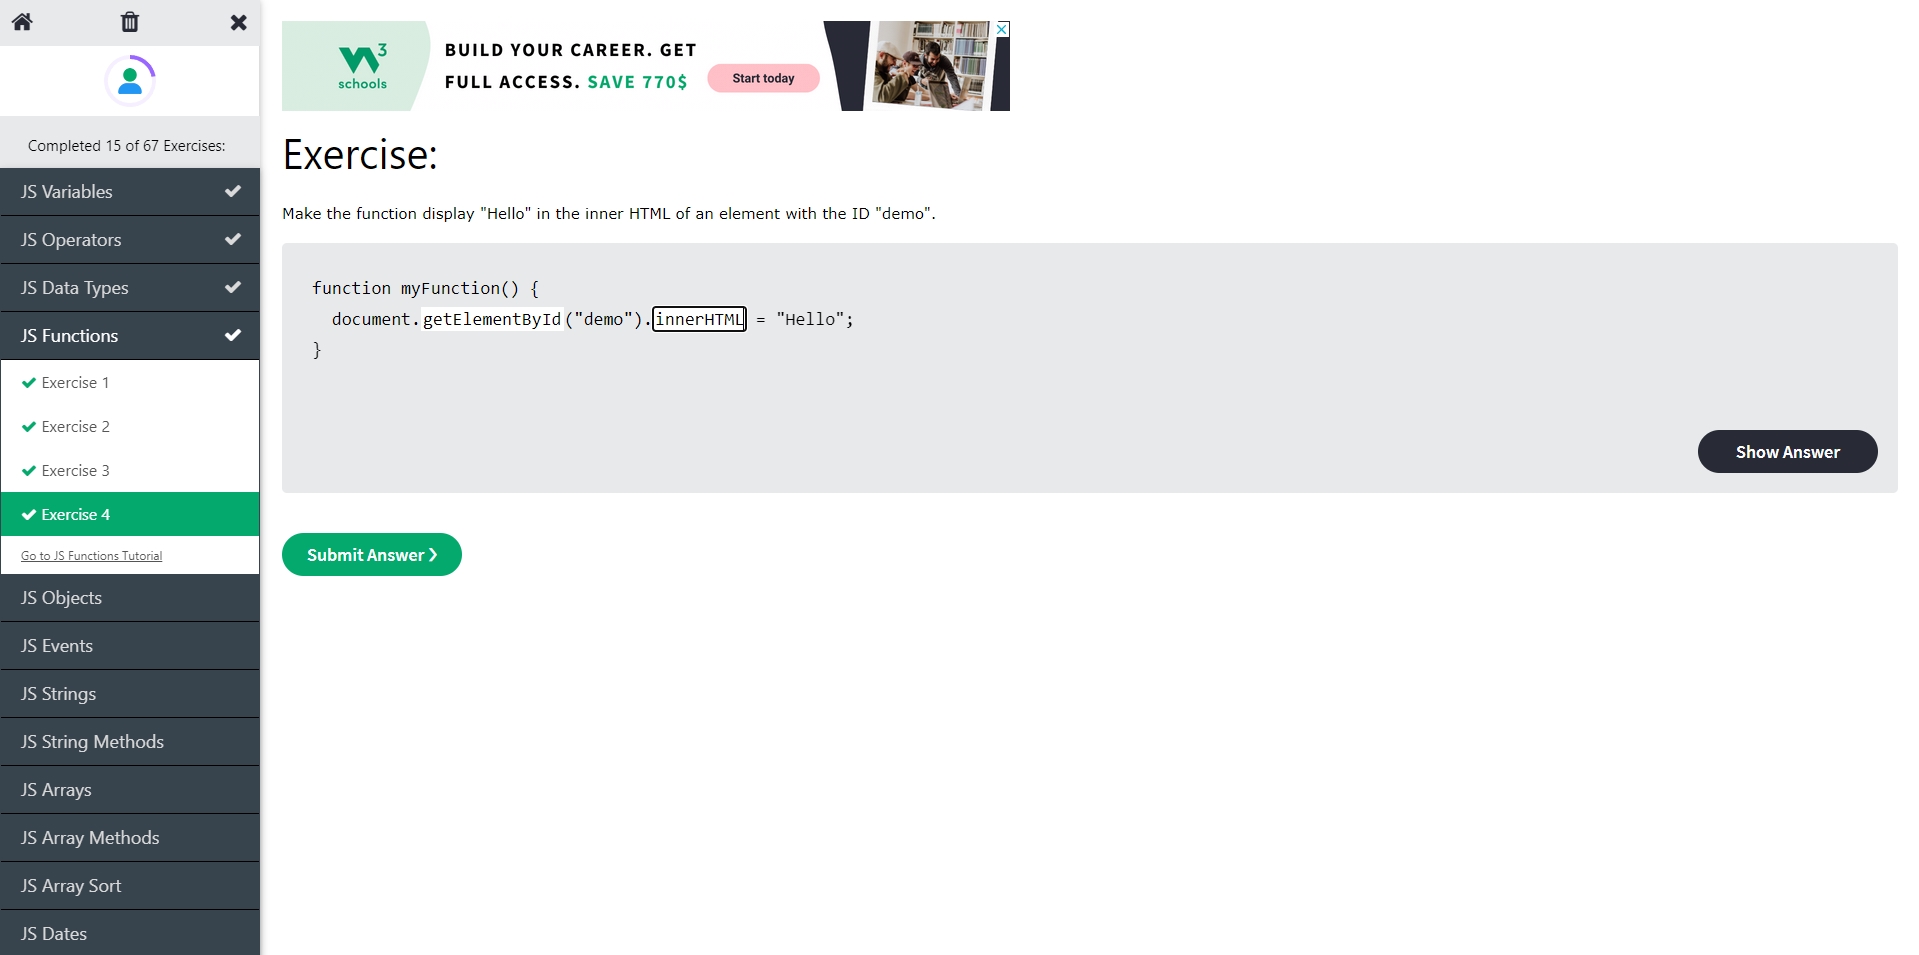 3
schools
BUILD YOUR CAREER. GET
FULL ACCESS. SAVE 770$
Start today
Completed 15 of 67 Exercises:
JS Variables
JS Operators
JS Data Types
JS Functions
Exercise 1
Exercise 2
Exercise 3
Exercise 4
Go to JS Functions Tutorial
JS Objects
JS Events
JS Strings
JS String Methods
JS Arrays
JS Array Methods
JS Array Sort
JS Dates
Exercise:
Make the function display "Hello" in the inner HTML of an element with the ID "demo".
function myFunction() {
document.getElementById("demo").innerHTML = "Hello";
}
Show Answer
Submit Answer ❯